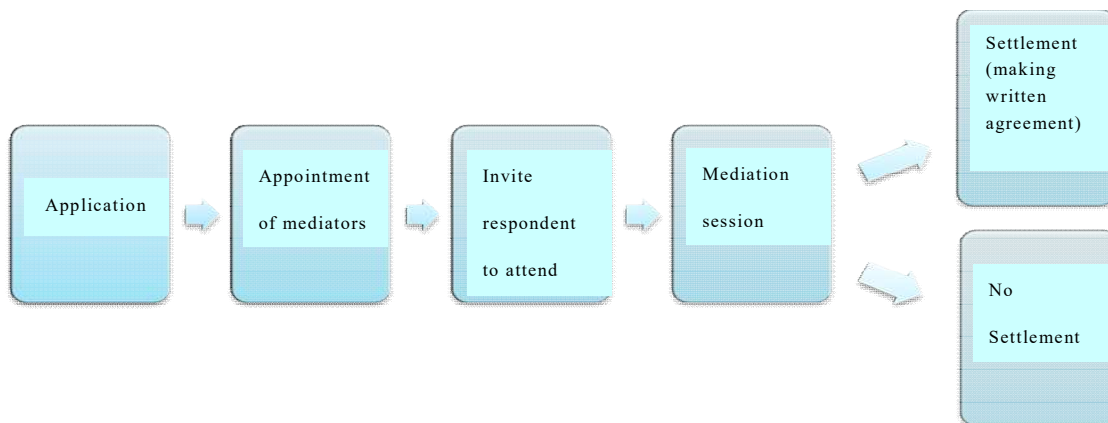 Application
Appointment
of mediators
Invite
respondent
to attend
Mediation
session
Settlement
(making
written
agreement)
No
Settlement